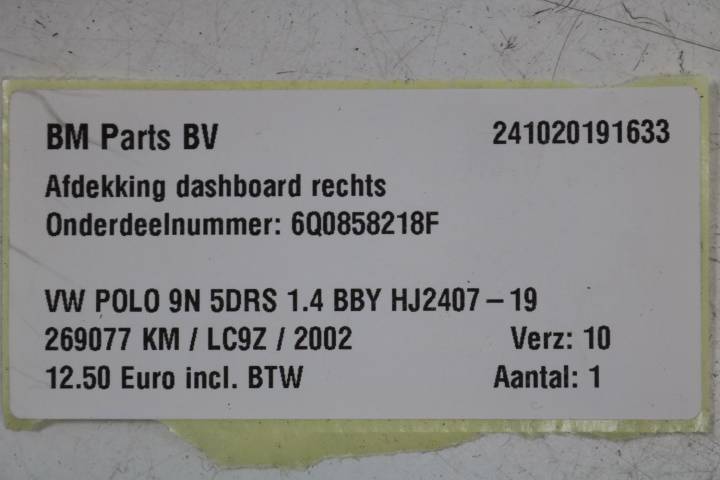 BM Parts BV 241020191633
Afdekking dashboard rechts
Onderdeelnummer: 6Q0858218F
VW POLO 9N 5DRS 1.4 BBY HJ2407-19
269077 KM / LC9Z / 2002 Verz: 10
12.50 Euro incl. BTW Aantal: 1